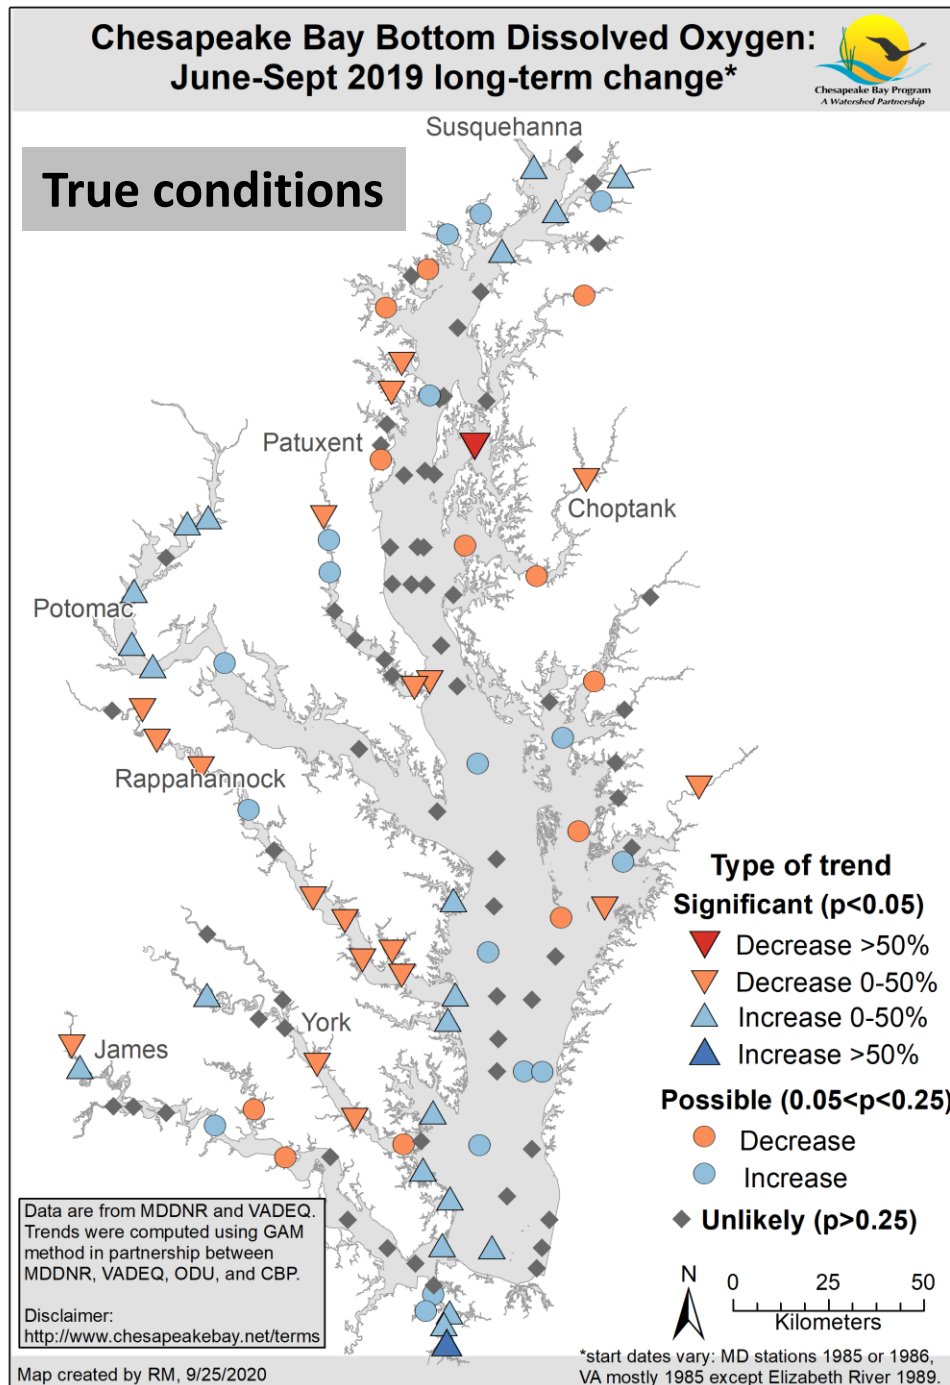 Chesapeake Bay Bottom Dissolved Oxygen:
June-Sept 2019 long-term change*
Chesapeake Bay Program
A Watershed Partnership
Susquehanna
True conditions
Patuxent
Choptank
Potomac
Rappahannock
York
James
Type of trend
Significant (p<0.05)
Decrease >50%
Decrease 0-50%
Increase 0-50%
Increase >50%
Possible (0.05<p<0.25)
Decrease
Increase
Unlikely (p>0.25)
N
0 25 50
Kilometers
Data are from MDDNR and VADEQ.
Trends were computed using GAM
method in partnership between
MDDNR, VADEQ, ODU, and CBP.
Disclaimer:
http://www.chesapeakebay.net/terms
Map created by RM, 9/25/2020
*start dates vary: MD stations 1985 or 1986,
VA mostly 1985 except Elizabeth River 1989.